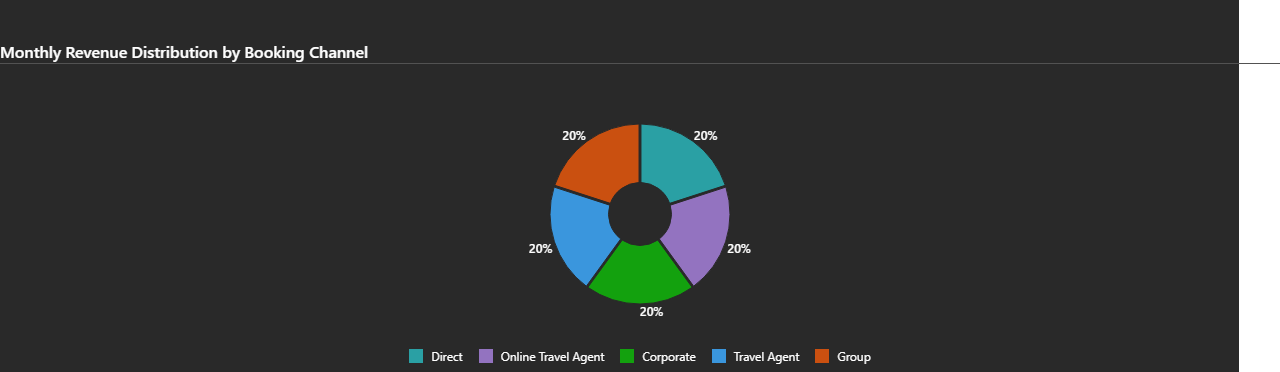 Monthly Revenue Distribution by Booking Channel
20% 20%
20% 20%
20%
Direct Online Travel Agent Corporate Travel Agent Group